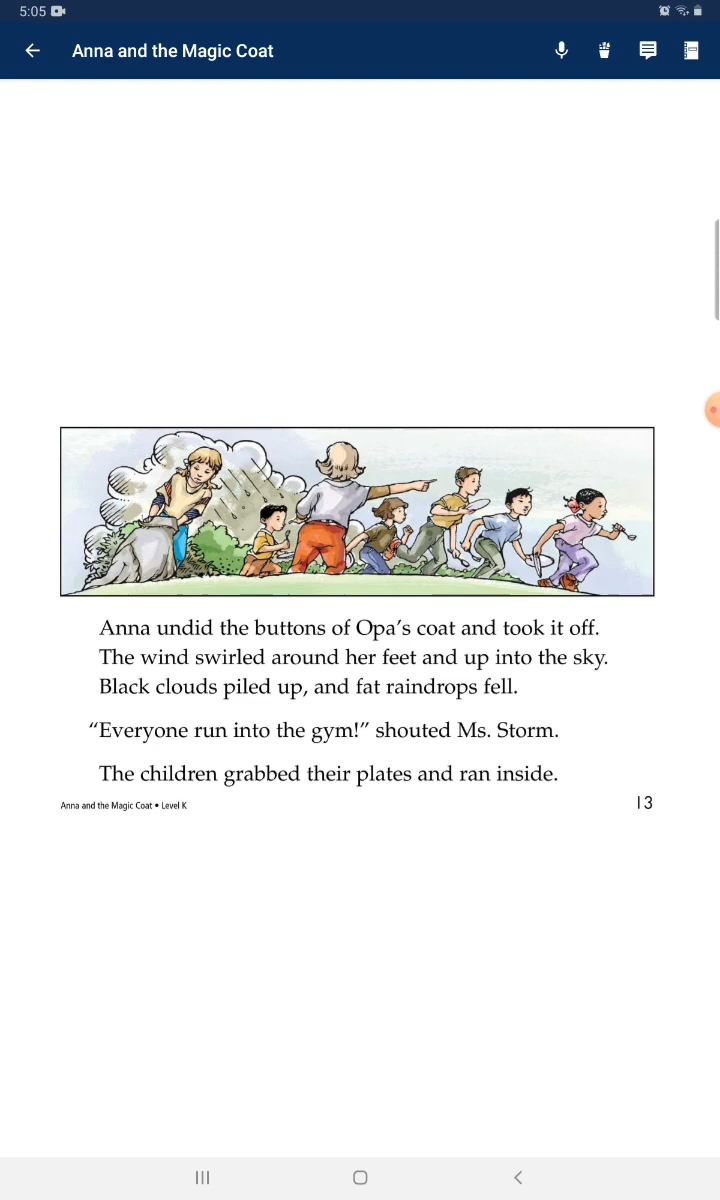 5:05
Anna and the Magic Coat
Anna undid the buttons of Opa’s coat and took it off.
The wind swirled around her feet and up into the sky.
Black clouds piled up, and fat raindrops fell.
“Everyone run into the gym!” shouted Ms. Storm.
The children grabbed their plates and ran inside.
Anna and the Magic Coat • Level K
13